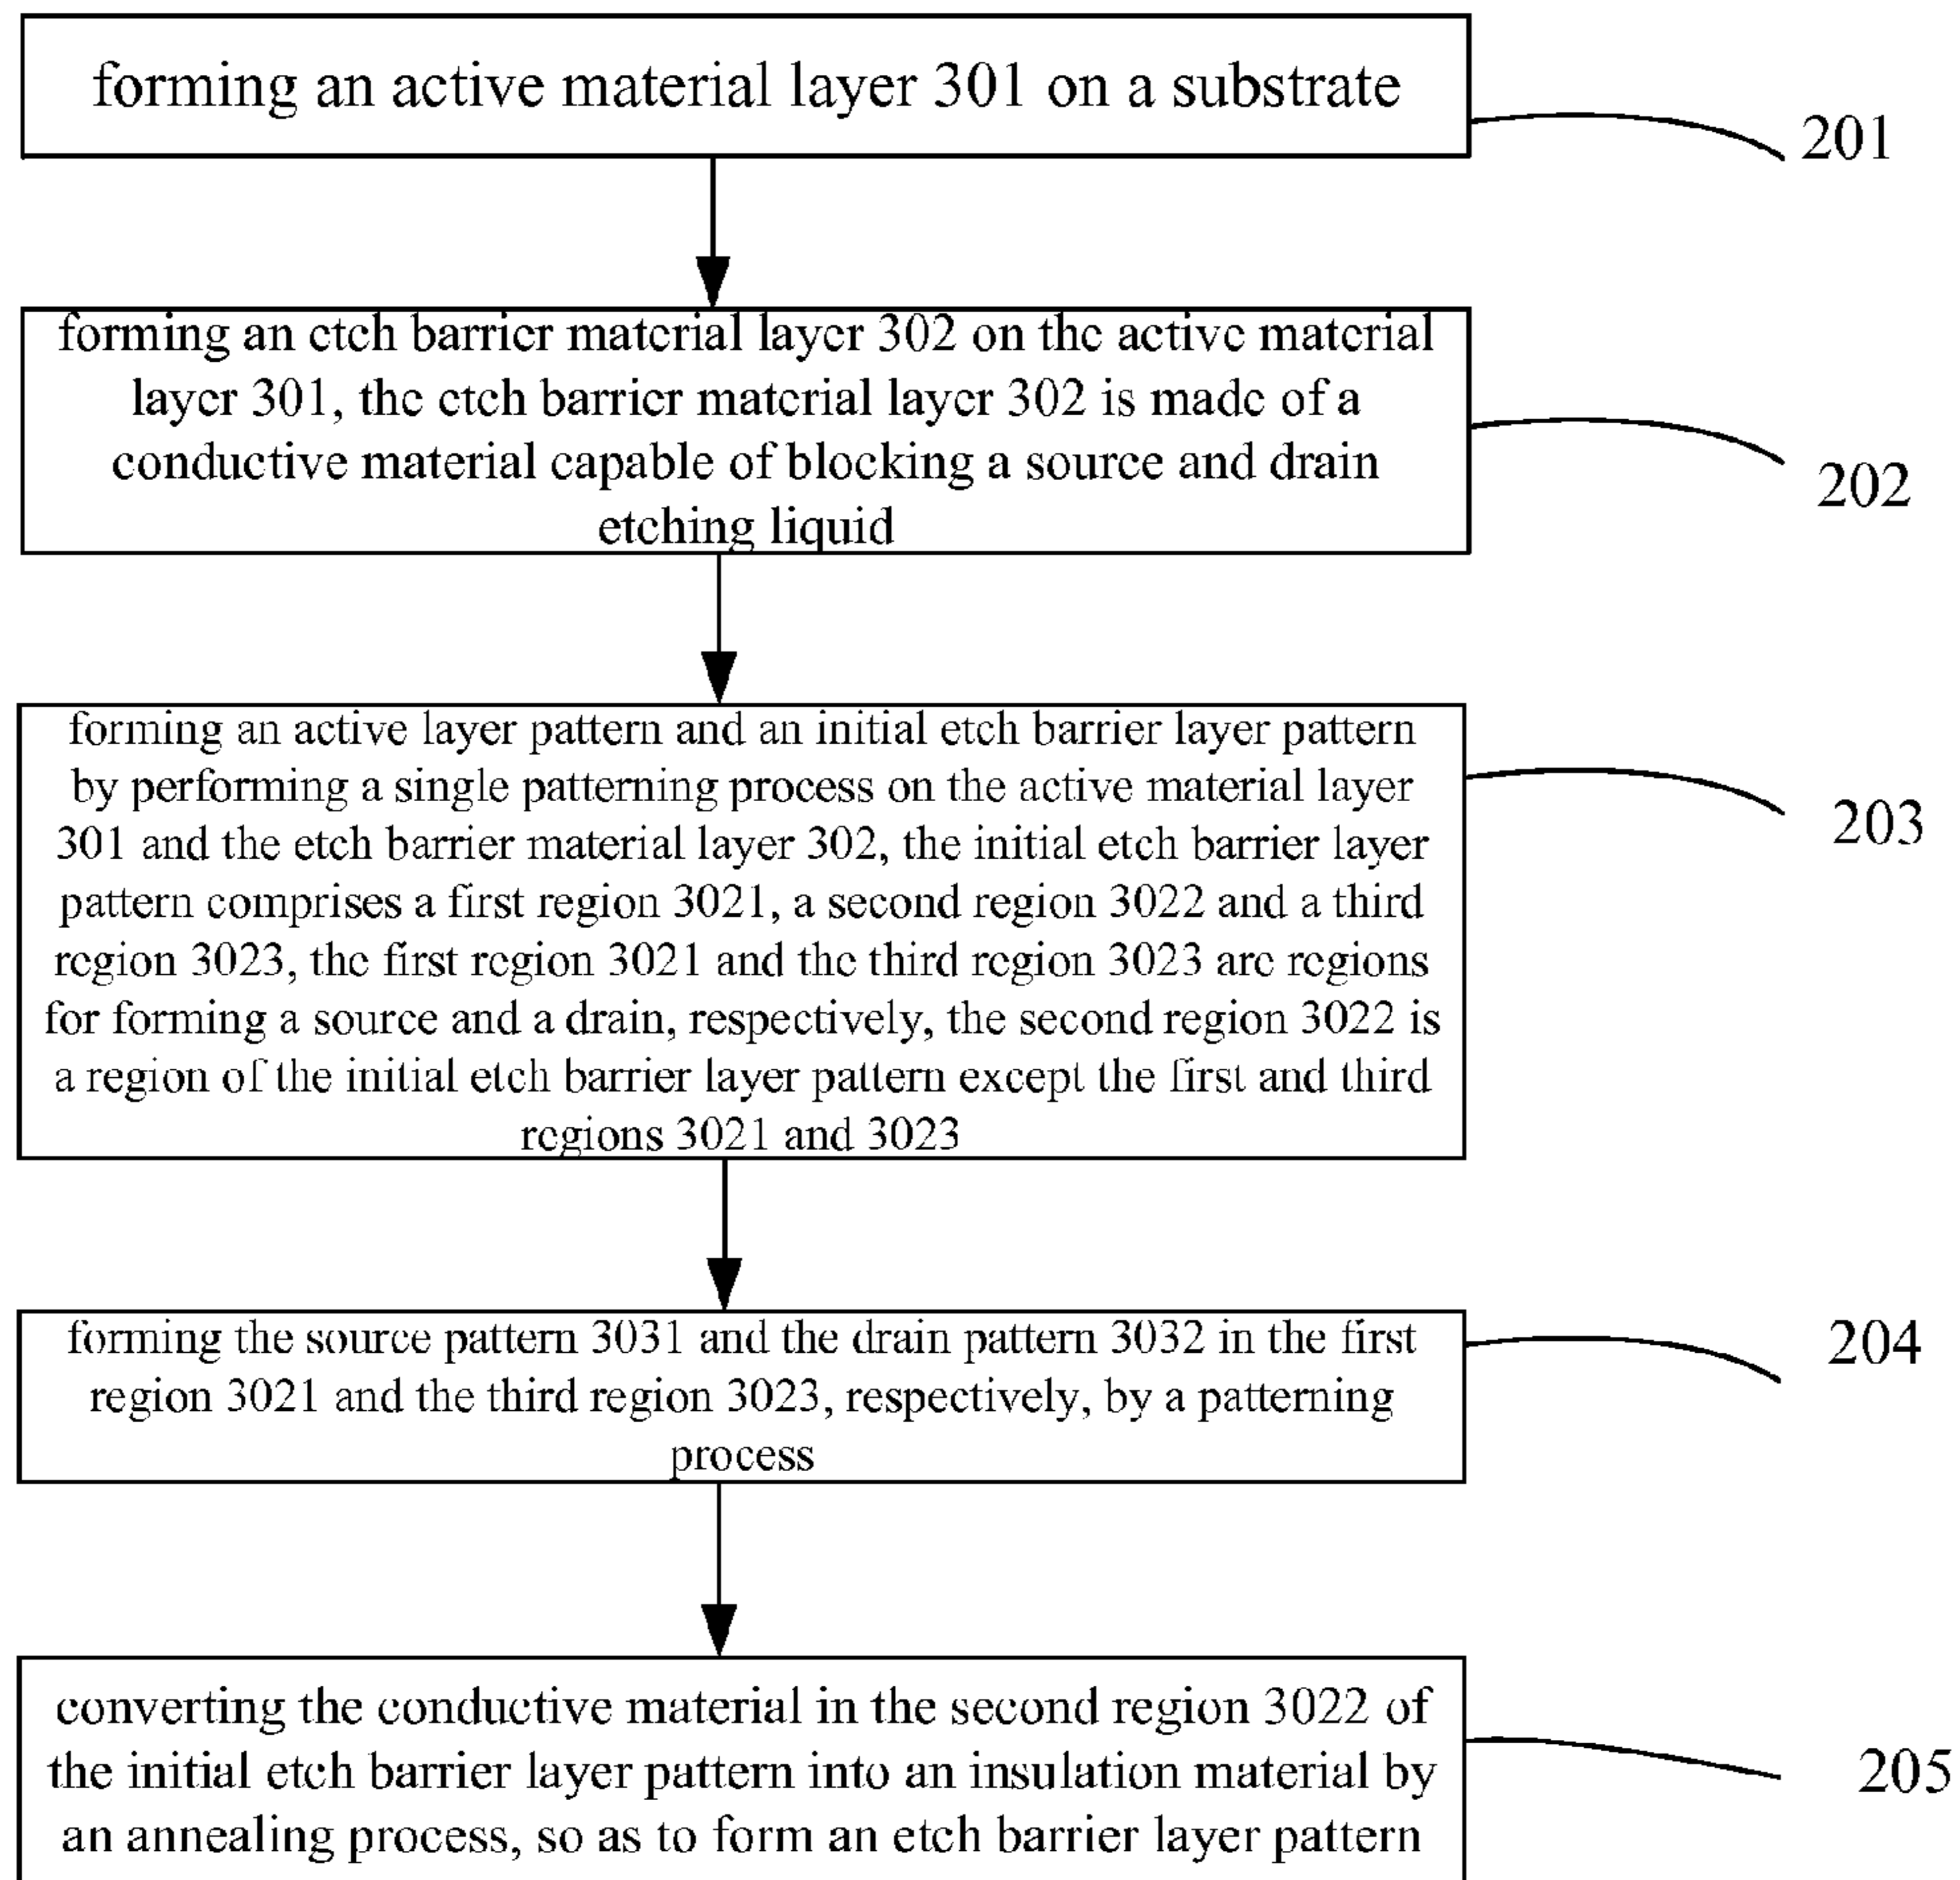 forming an active material layer 301 on a substrate
201
forming an etch barrier material layer 302 on the active material
layer 301, the etch barrier material layer 302 is made of a
conductive material capable of blocking a source and drain
etching liquid
202
forming an active layer pattern and an initial etch barrier layer pattern
by performing a single patterning process on the active material layer
301 and the etch barrier material layer 302, the initial etch barrier layer
pattern comprises a first region 3021, a second region 3022 and a third
region 3023, the first region 3021 and the third region 3023 are regions
for forming a source and a drain, respectively, the second region 3022 is
a region of the initial etch barrier layer pattern except the first and third
regions 3021 and 3023
203
forming the source pattern 3031 and the drain pattern 3032 in the first
region 3021 and the third region 3023, respectively, by a patterning
process
204
converting the conductive material in the second region 3022 of
the initial etch barrier layer pattern into an insulation material by
an annealing process, so as to form an etch barrier layer pattern
205